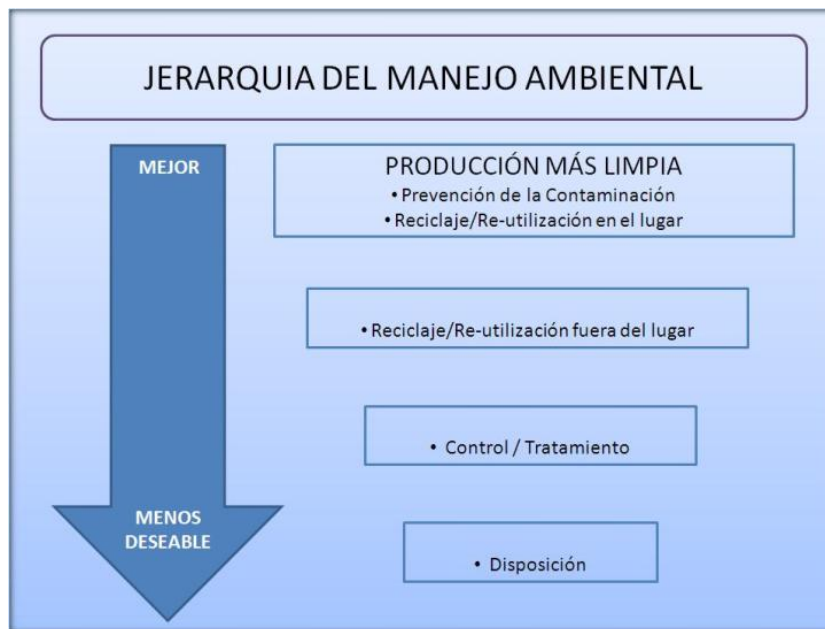 JERARQUIA DEL MANEJO AMBIENTAL
MEJOR
PRODUCCIÓN MÁS LIMPIA
• Prevención de la Contaminación
• Reciclaje/Re-utilización en el lugar
• Reciclaje/Re-utilización fuera del lugar
• Control / Tratamiento
MENOS
DESEABLE
• Disposición